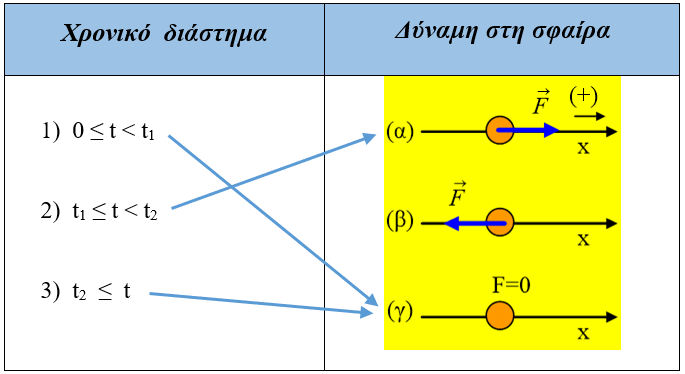 Χρονικό διάστημα
Δύναμη στη σφαίρα
1) 0 ≤ t < t₁
2) t₁ ≤ t < t₂
3) t₂ ≤ t
(α) F⃗ (+) x
(β) F⃗ x
(γ) F=0 x